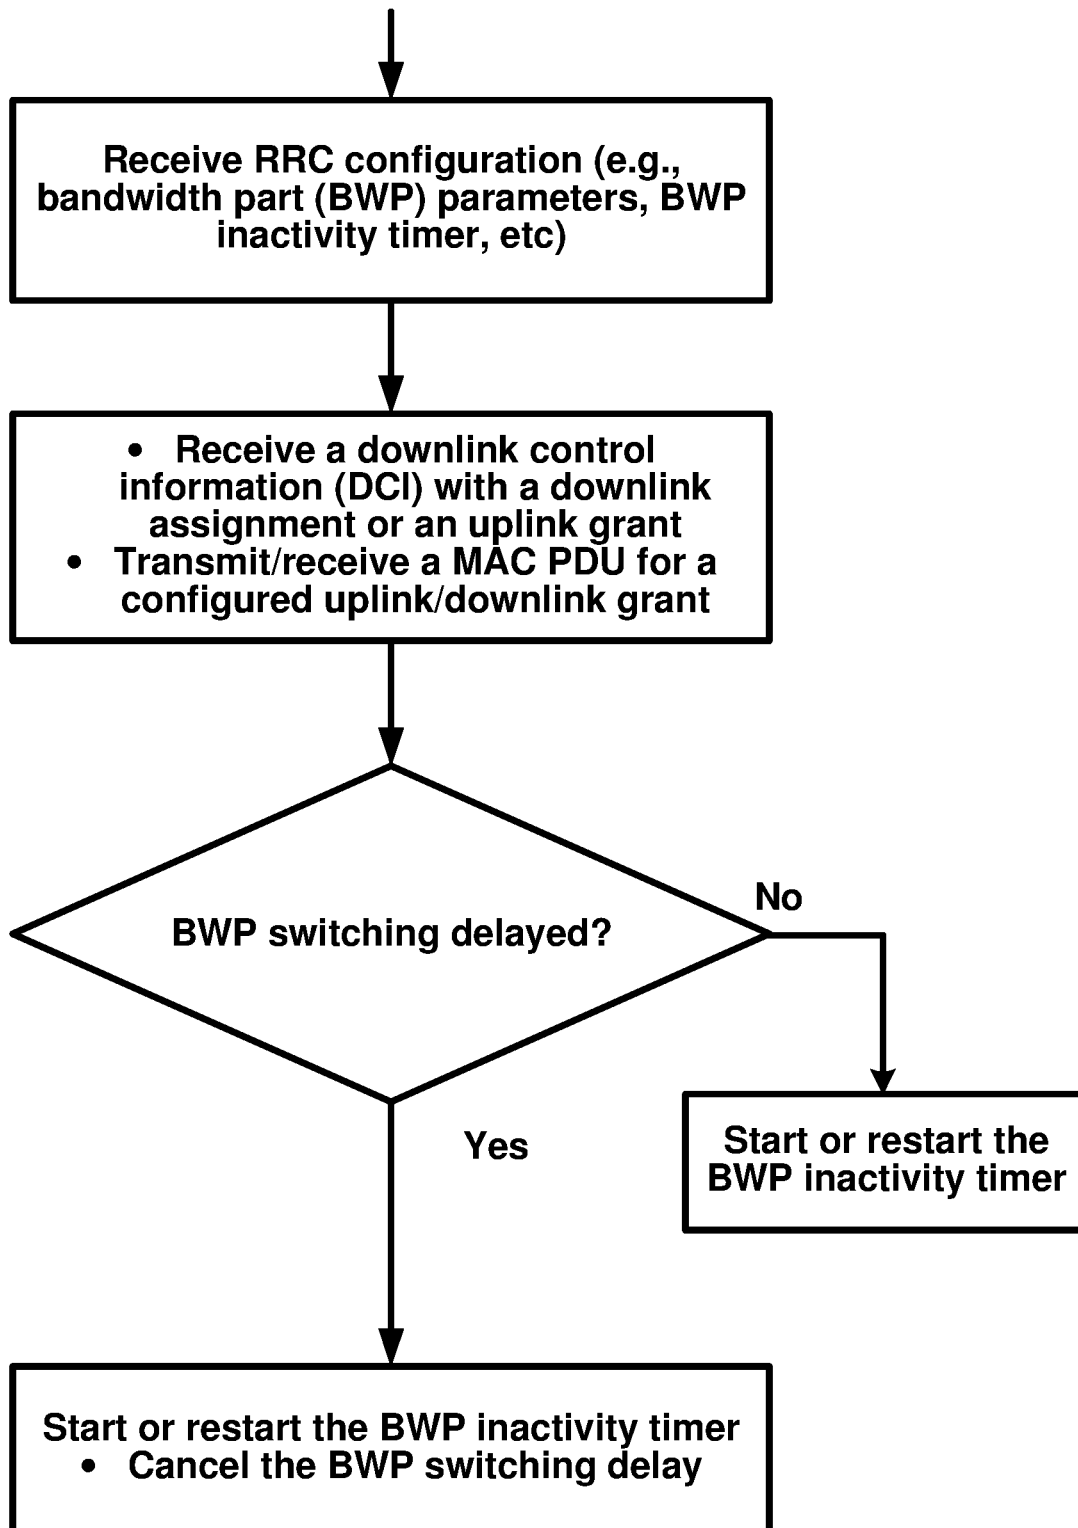 Receive RRC configuration (e.g.,
bandwidth part (BWP) parameters, BWP
inactivity timer, etc)
• Receive a downlink control
information (DCI) with a downlink
assignment or an uplink grant
• Transmit/receive a MAC PDU for a
configured uplink/downlink grant
BWP switching delayed?
No
Yes
Start or restart the
BWP inactivity timer
Start or restart the BWP inactivity timer
• Cancel the BWP switching delay